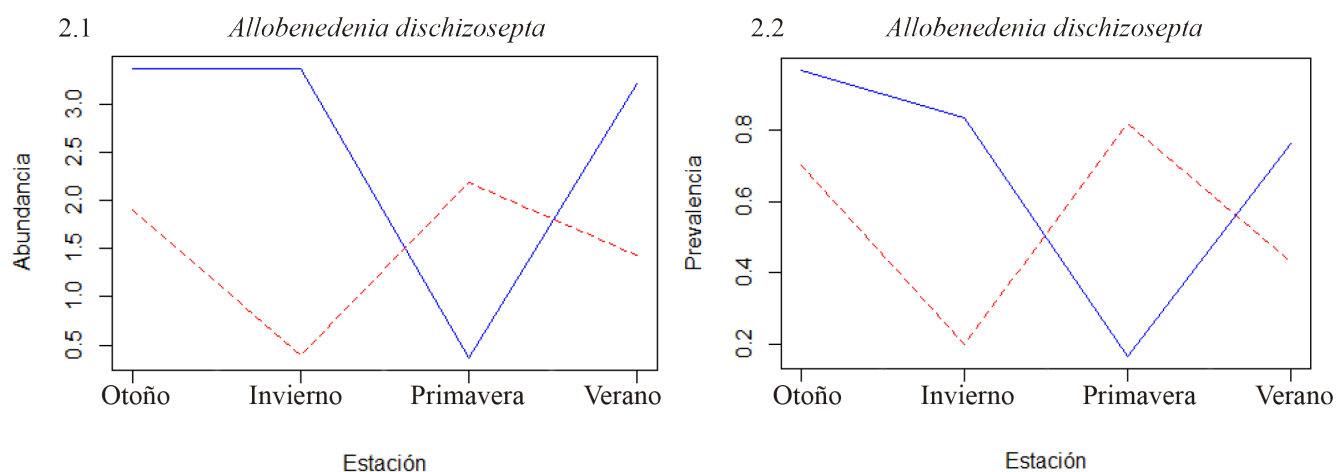 2.1 Allobenedenia dischizosepta
Abundancia
3.0
2.5
2.0
1.5
1.0
0.5
Otoño Invierno Primavera Verano
Estación
2.2 Allobenedenia dischizosepta
Prevalencia
0.8
0.6
0.4
0.2
Otoño Invierno Primavera Verano
Estación